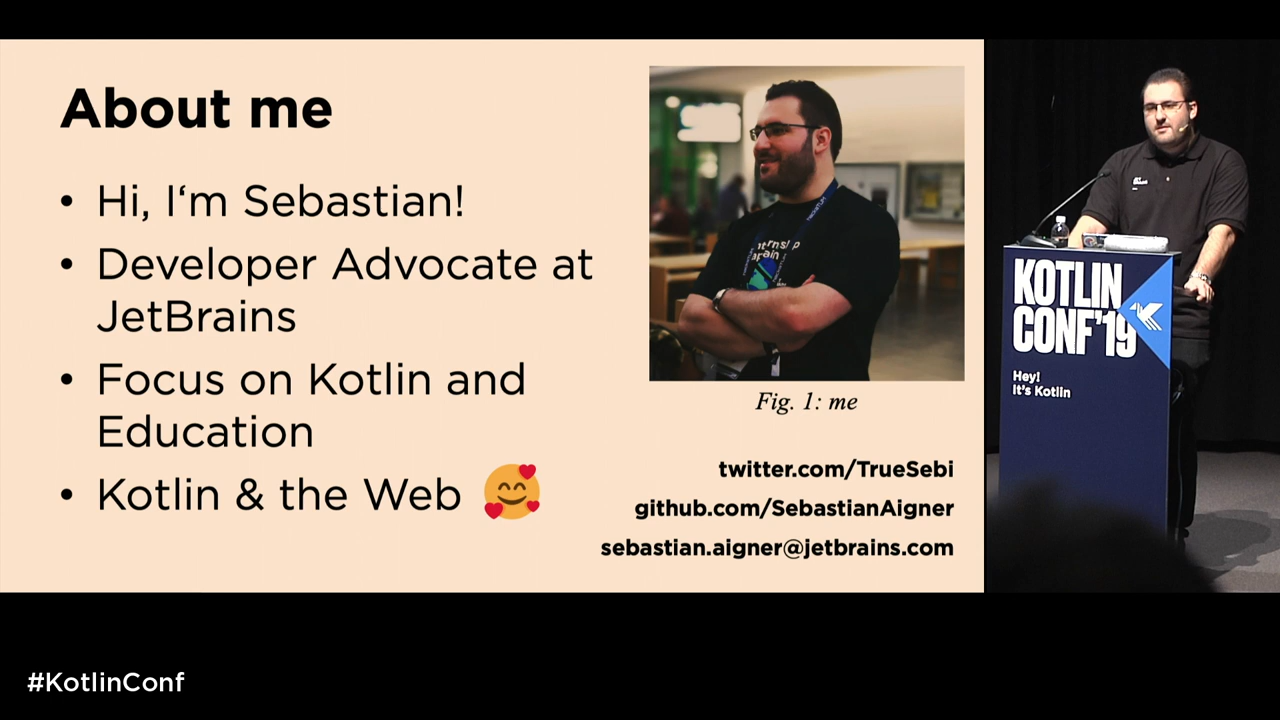 About me
• Hi, I‘m Sebastian!
• Developer Advocate at
JetBrains
• Focus on Kotlin and
Education
• Kotlin & the Web 🥰
Fig. 1: me
twitter.com/TrueSebi
github.com/SebastianAigner
sebastian.aigner@jetbrains.com
KOTLIN
CONF'19
Hey!
It's Kotlin
#KotlinConf